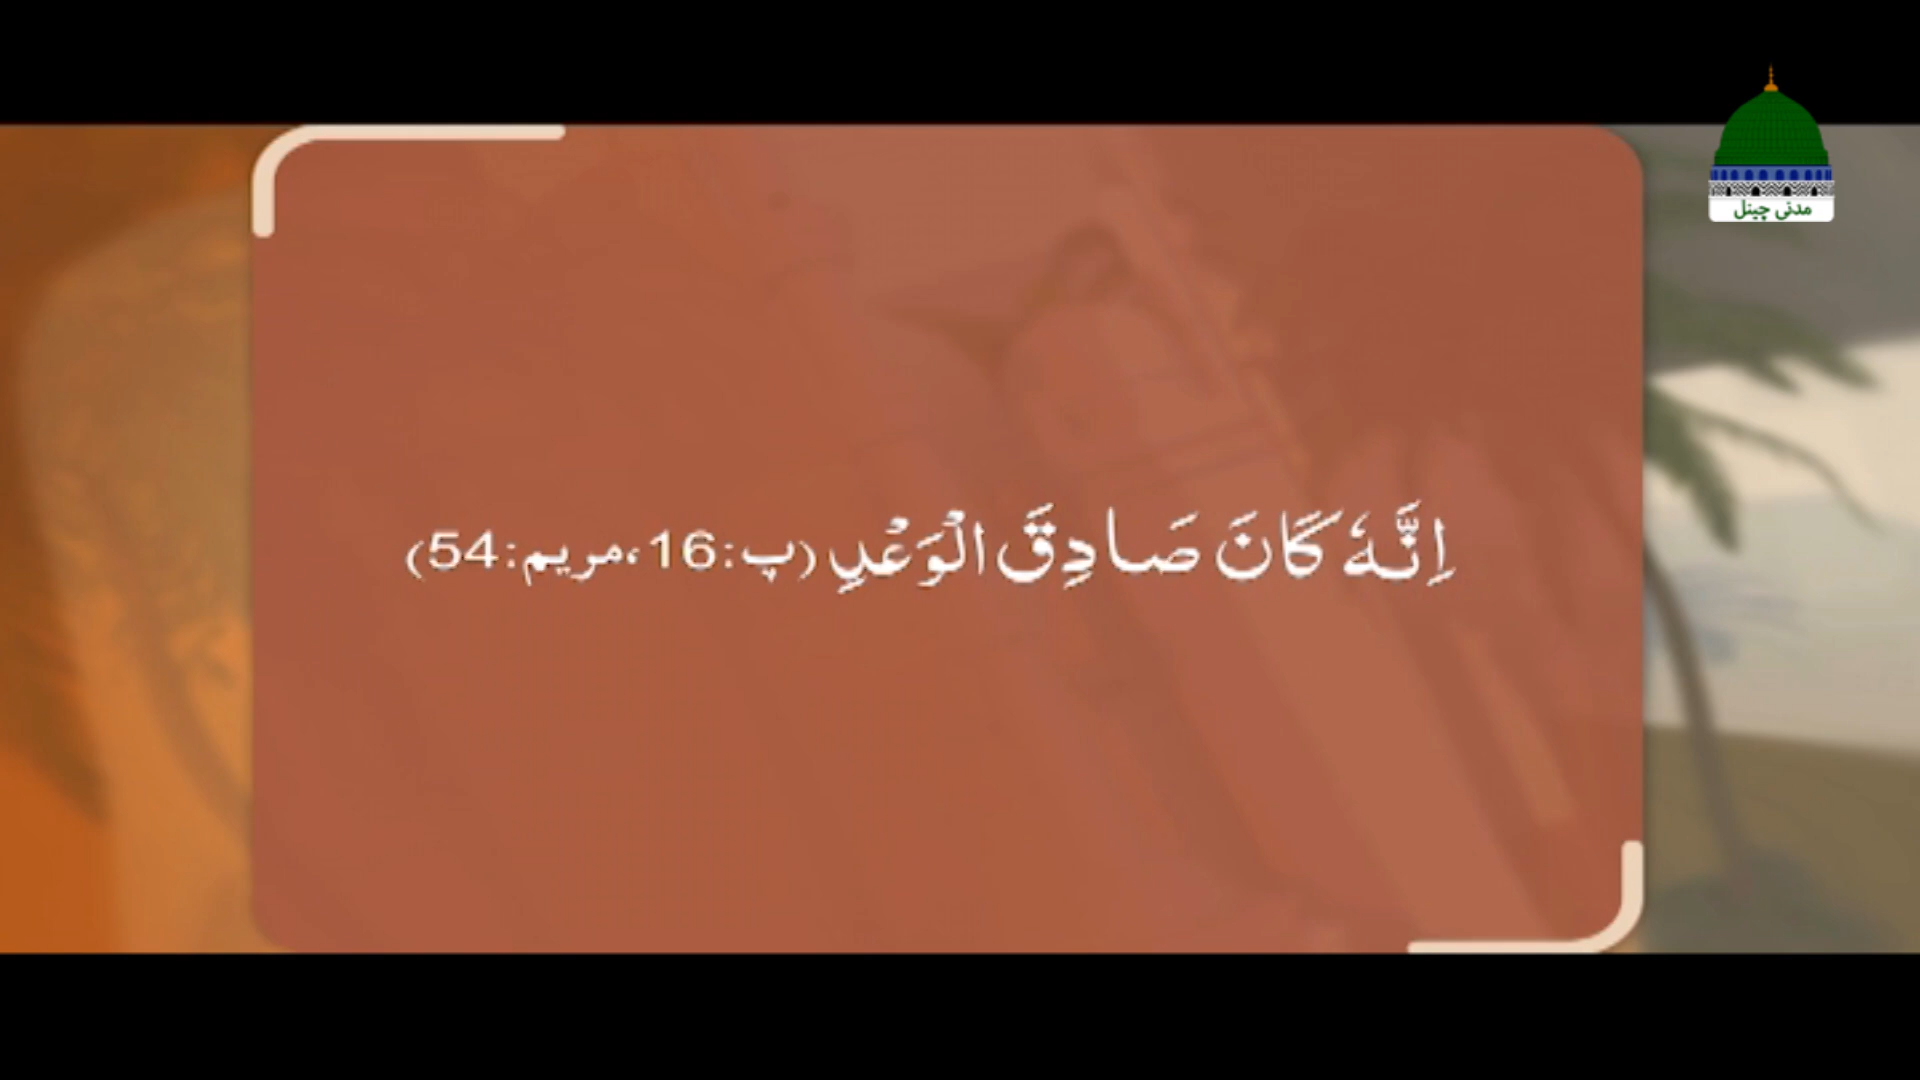 اِنَّهٗ كَانَ صَادِقَ الْوَعْدِ (پ:16،مریم:54)
مدنی چینل